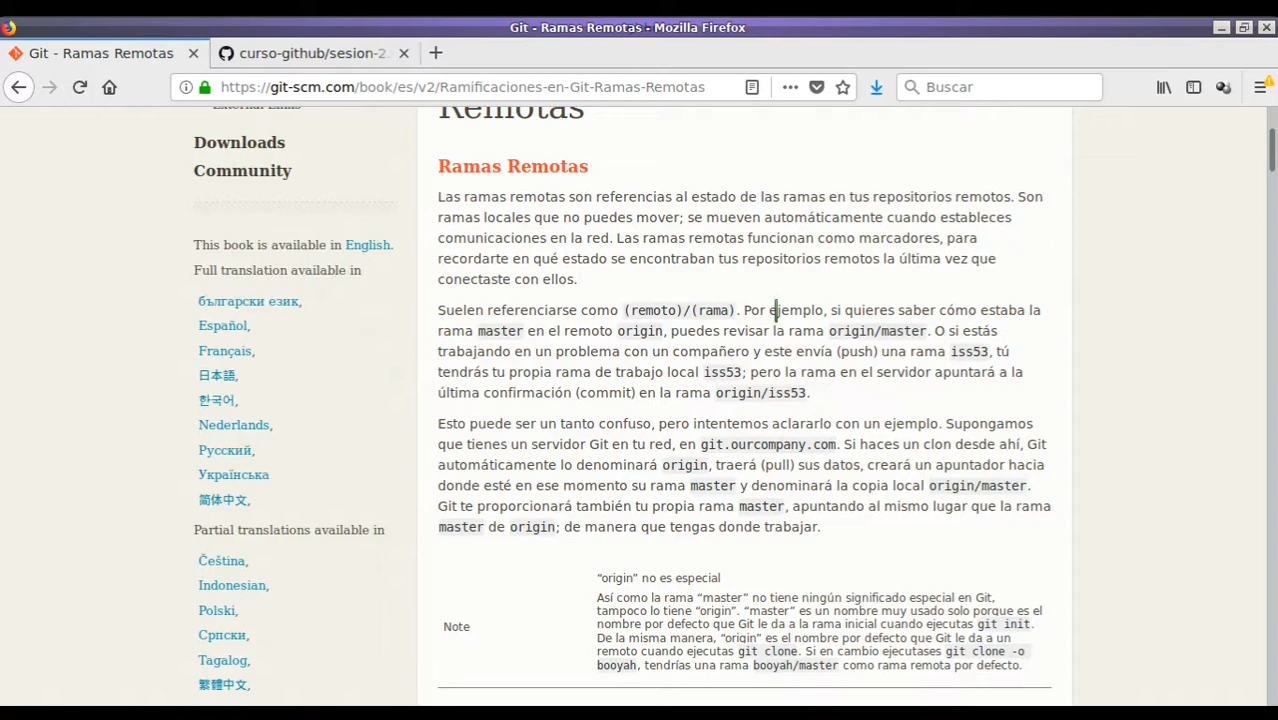 Git - Ramas Remotas - Mozilla Firefox
Git - Ramas Remotas
curso-github/sesion-2.
https://git-scm.com/book/es/v2/Ramificaciones-en-Git-Ramas-Remotas
Buscar
External Links
Downloads
Community
This book is available in English.
Full translation available in
български език,
Español,
Français,
日本語,
한국어,
Nederlands,
Русский,
Українська
简体中文,
Partial translations available in
Čeština,
Indonesian,
Polski,
Српски,
Tagalog,
繁體中文,
Remotas
Ramas Remotas
Las ramas remotas son referencias al estado de las ramas en tus repositorios remotos. Son
ramas locales que no puedes mover; se mueven automáticamente cuando estableces
comunicaciones en la red. Las ramas remotas funcionan como marcadores, para
recordarte en qué estado se encontraban tus repositorios remotos la última vez que
conectaste con ellos.
Suelen referenciarse como (remoto)/(rama). Por ejemplo, si quieres saber cómo estaba la
rama master en el remoto origin, puedes revisar la rama origin/master. O si estás
trabajando en un problema con un compañero y este envía (push) una rama iss53, tú
tendrás tu propia rama de trabajo local iss53; pero la rama en el servidor apuntará a la
última confirmación (commit) en la rama origin/iss53.
Esto puede ser un tanto confuso, pero intentemos aclararlo con un ejemplo. Supongamos
que tienes un servidor Git en tu red, en git.ourcompany.com. Si haces un clon desde ahí, Git
automáticamente lo denominará origin, traerá (pull) sus datos, creará un apuntador hacia
donde esté en ese momento su rama master y denominará la copia local origin/master.
Git te proporcionará también tu propia rama master, apuntando al mismo lugar que la rama
master de origin; de manera que tengas donde trabajar.
Note
“origin” no es especial
Así como la rama “master” no tiene ningún significado especial en Git,
tampoco lo tiene “origin”. “master” es un nombre muy usado solo porque es el
nombre por defecto que Git le da a la rama inicial cuando ejecutas git init.
De la misma manera, “origin” es el nombre por defecto que Git le da a un
remoto cuando ejecutas git clone. Si en cambio ejecutases git clone -o
booyah, tendrías una rama booyah/master como rama remota por defecto.